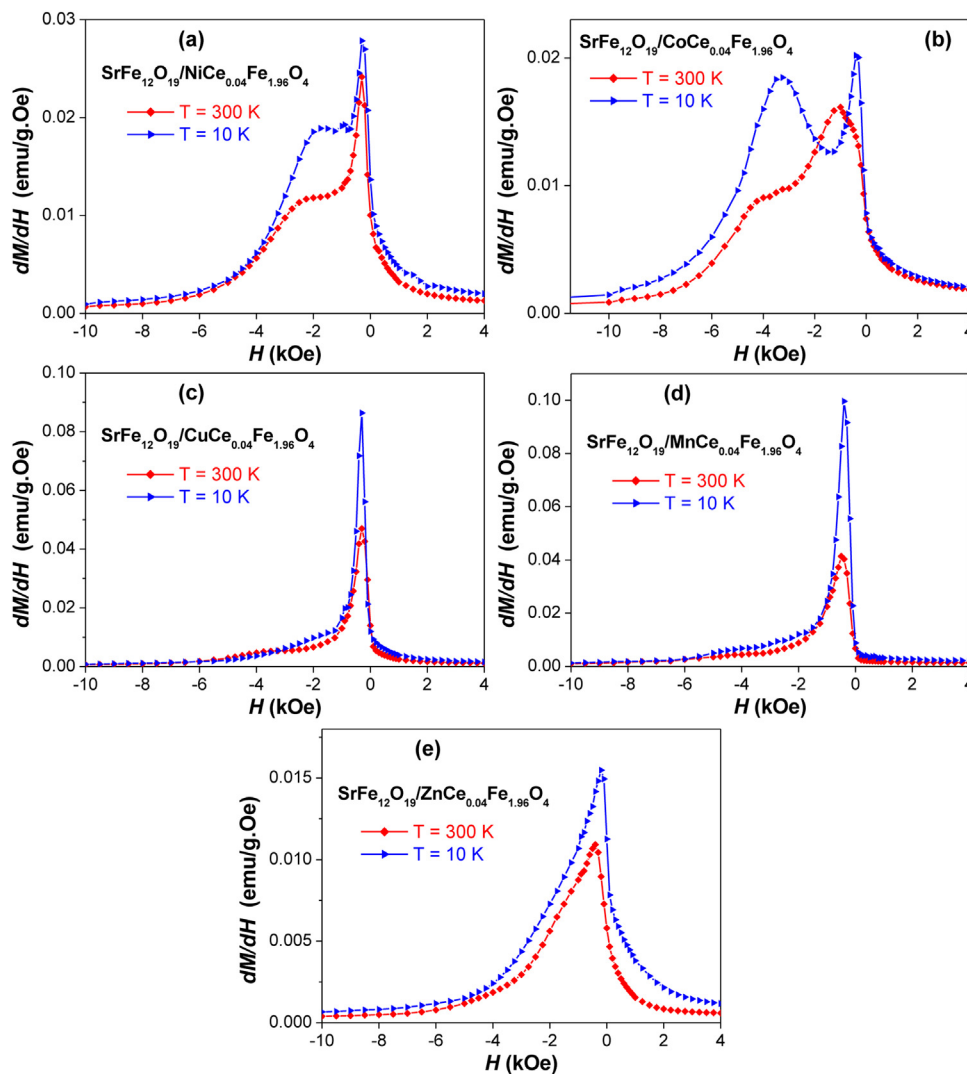 (a)
SrFe12O19/NiCe0.04Fe1.96O4
T = 300 K
T = 10 K
dM/dH (emu/g.Oe)
0.03
0.02
0.01
0.00
-10 -8 -6 -4 -2 0 2 4
H (kOe)
(b)
SrFe12O19/CoCe0.04Fe1.96O4
T = 300 K
T = 10 K
dM/dH (emu/g.Oe)
0.02
0.01
0.00
-10 -8 -6 -4 -2 0 2 4
H (kOe)
(c)
SrFe12O19/CuCe0.04Fe1.96O4
T = 300 K
T = 10 K
dM/dH (emu/g.Oe)
0.10
0.08
0.06
0.04
0.02
0.00
-10 -8 -6 -4 -2 0 2 4
H (kOe)
(d)
SrFe12O19/MnCe0.04Fe1.96O4
T = 300 K
T = 10 K
dM/dH (emu/g.Oe)
0.10
0.08
0.06
0.04
0.02
0.00
-10 -8 -6 -4 -2 0 2 4
H (kOe)
(e)
SrFe12O19/ZnCe0.04Fe1.96O4
T = 300 K
T = 10 K
dM/dH (emu/g.Oe)
0.015
0.010
0.005
0.000
-10 -8 -6 -4 -2 0 2 4
H (kOe)